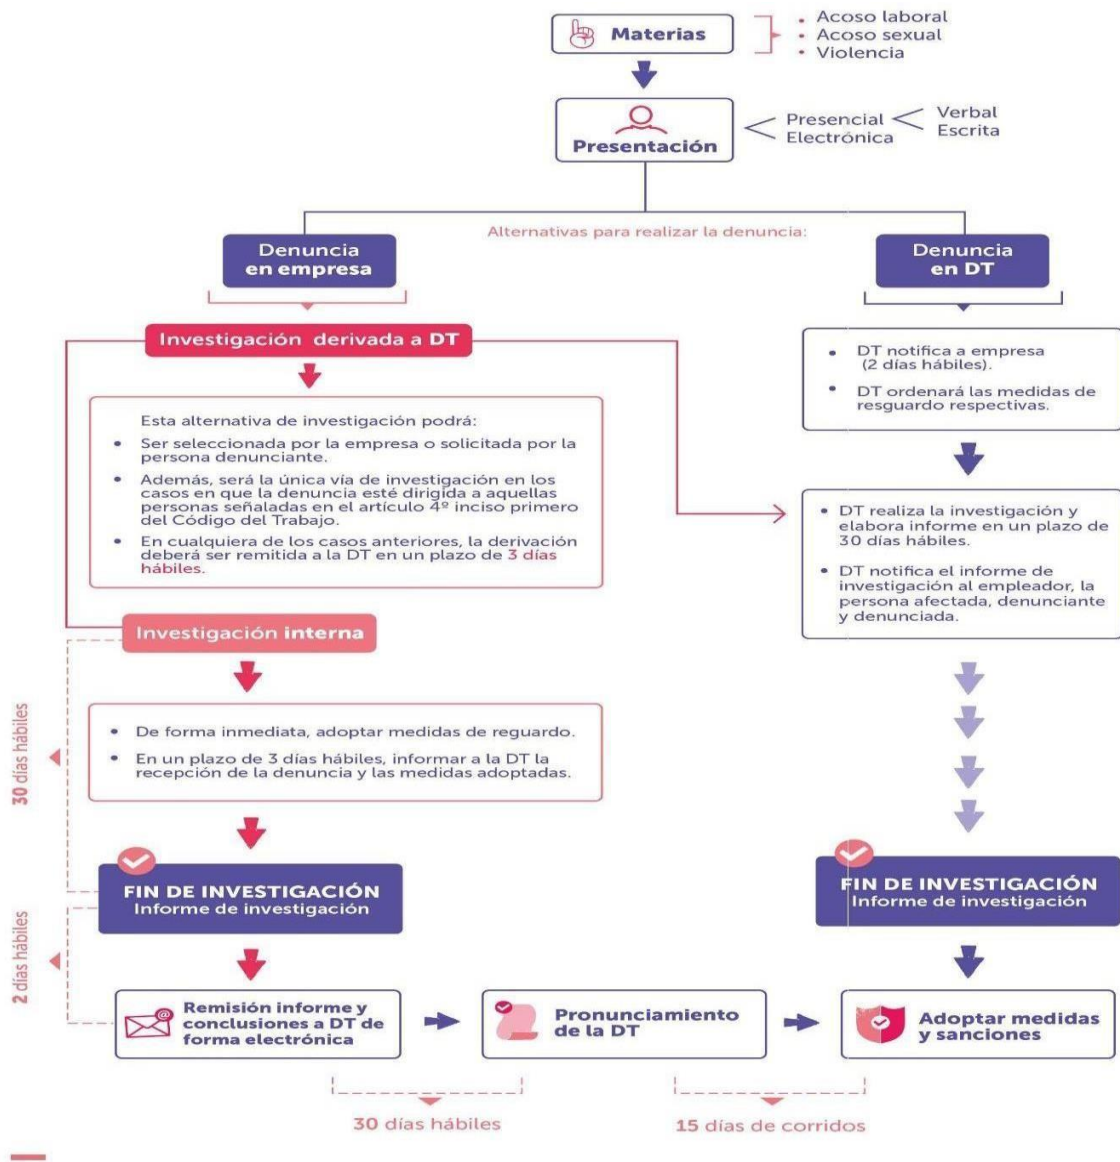 Materias
• Acoso laboral
• Acoso sexual
• Violencia
Presentación
Presencial
Electrónica
Verbal
Escrita
Alternativas para realizar la denuncia:
Denuncia
en empresa
Denuncia
en DT
Investigación derivada a DT
Esta alternativa de investigación podrá:
• Ser seleccionada por la empresa o solicitada por la
persona denunciante.
• Además, será la única vía de investigación en los
casos en que la denuncia esté dirigida a aquellas
personas señaladas en el artículo 4º inciso primero
del Código del Trabajo.
• En cualquiera de los casos anteriores, la derivación
deberá ser remitida a la DT en un plazo de 3 días
hábiles.
• DT notifica a empresa
(2 días hábiles).
• DT ordenará las medidas de
resguardo respectivas.
• DT realiza la investigación y
elabora informe en un plazo de
30 días hábiles.
• DT notifica el informe de
investigación al empleador, la
persona afectada, denunciante
y denunciada.
Investigación interna
• De forma inmediata, adoptar medidas de reguardo.
• En un plazo de 3 días hábiles, informar a la DT la
recepción de la denuncia y las medidas adoptadas.
30 días hábiles
FIN DE INVESTIGACIÓN
Informe de investigación
FIN DE INVESTIGACIÓN
Informe de investigación
2 días hábiles
Remisión informe y
conclusiones a DT de
forma electrónica
Pronunciamiento
de la DT
Adoptar medidas
y sanciones
30 días hábiles
15 días de corridos